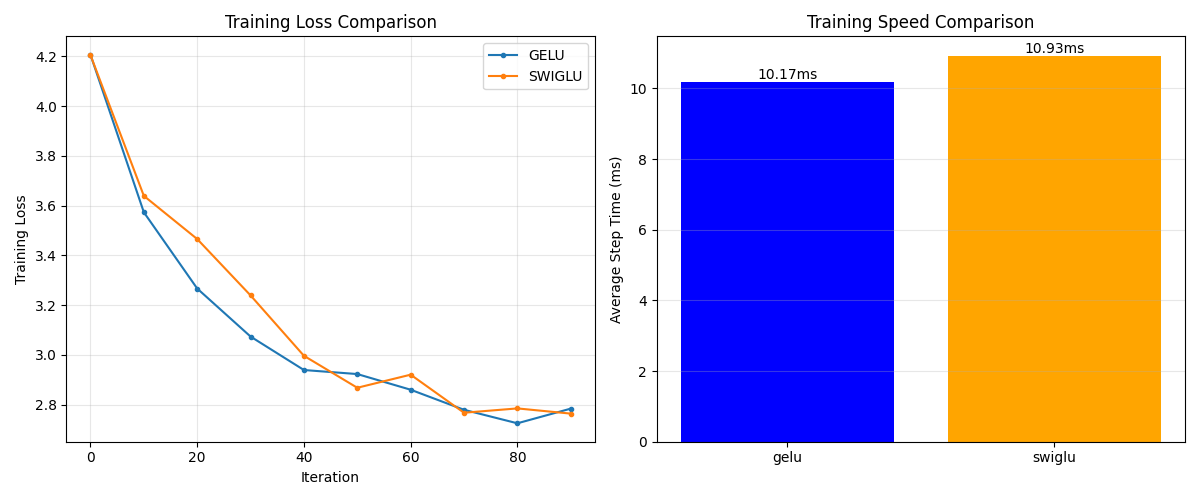 Training Loss Comparison
Training Loss
4.2
4.0
3.8
3.6
3.4
3.2
3.0
2.8
GELU
SWIGLU
0 20 40 60 80
Iteration
Training Speed Comparison
Average Step Time (ms)
10
8
6
4
2
0
10.17ms
10.93ms
gelu swiglu